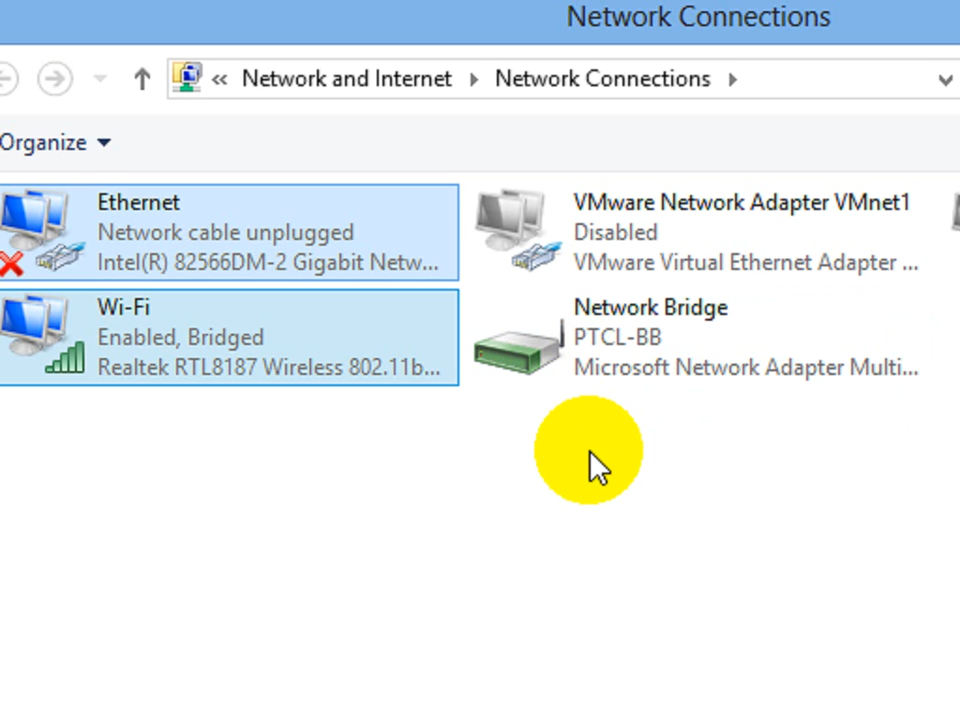 Network Connections
« Network and Internet Network Connections
Organize
Ethernet
Network cable unplugged
Intel(R) 82566DM-2 Gigabit Netw...
VMware Network Adapter VMnet1
Disabled
VMware Virtual Ethernet Adapter ...
Wi-Fi
Enabled, Bridged
Realtek RTL8187 Wireless 802.11b...
Network Bridge
PTCL-BB
Microsoft Network Adapter Multi...